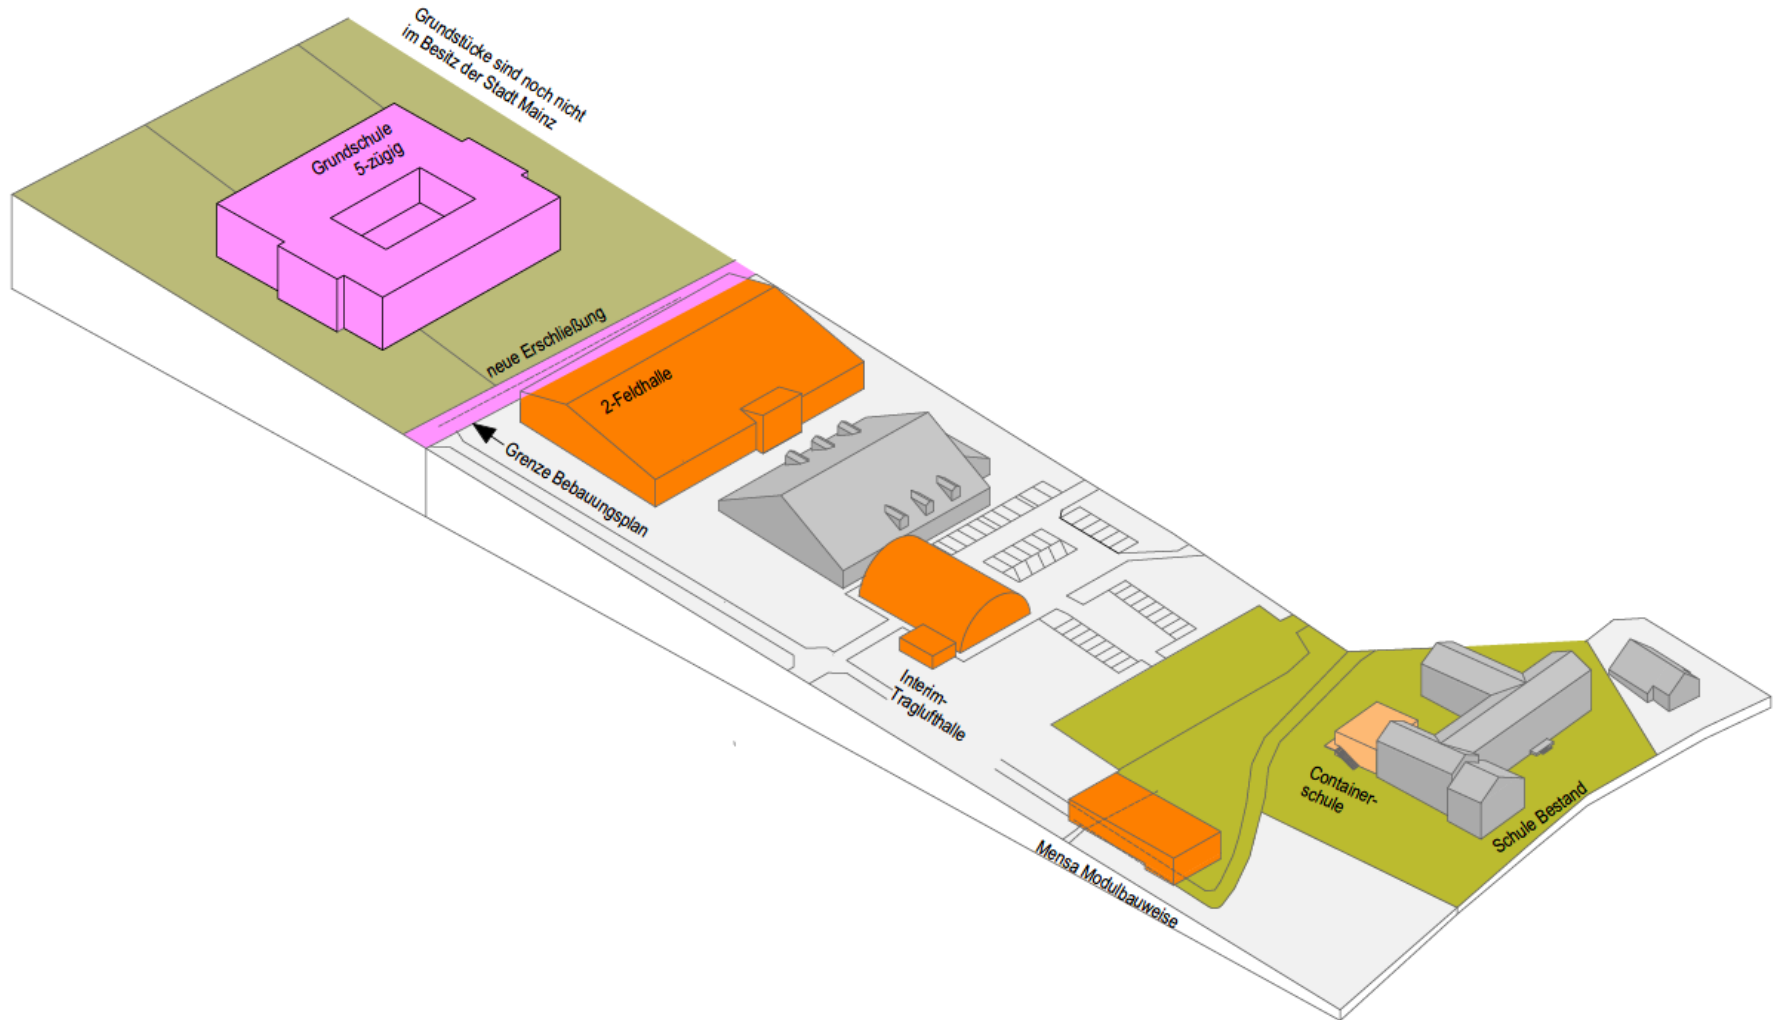 Grundstücke sind noch nicht
im Besitz der Stadt Mainz
Grundschule
5-zügig
neue Erschließung
2-Feldhalle
Grenze Bebauungsplan
Interim-
Traglufthalle
Container-
schule
Schule Bestand
Mensa Modulbauweise